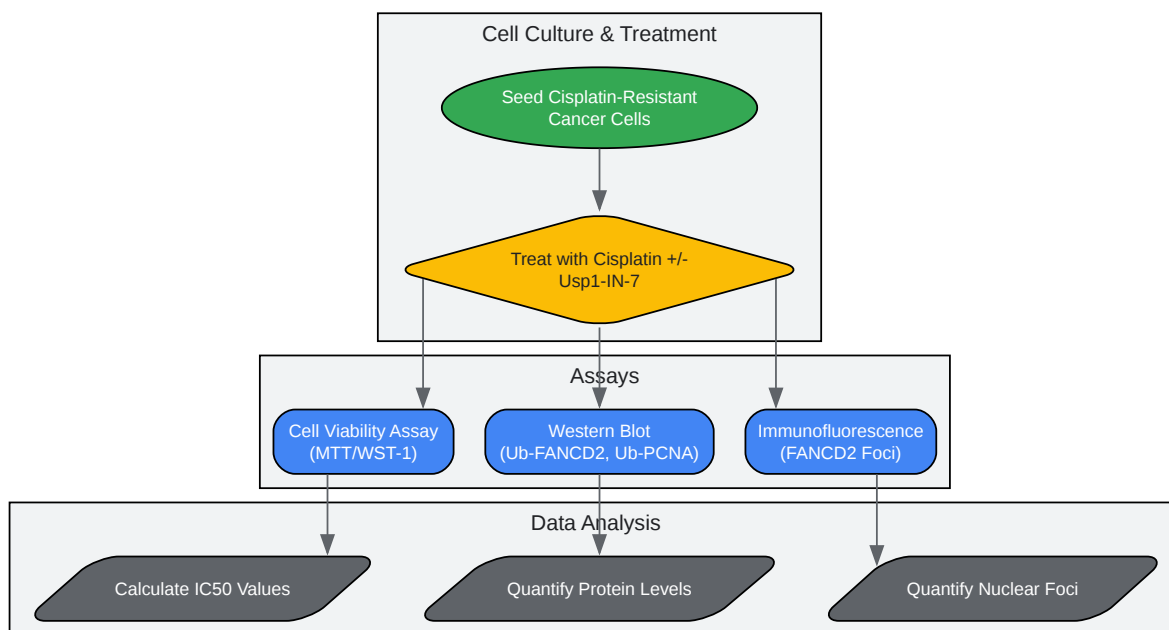 Cell Culture & Treatment
Seed Cisplatin-Resistant
Cancer Cells
Treat with Cisplatin +/-
Usp1-IN-7
Assays
Cell Viability Assay
(MTT/WST-1)
Western Blot
(Ub-FANCD2, Ub-PCNA)
Immunofluorescence
(FANCD2 Foci)
Data Analysis
Calculate IC50 Values
Quantify Protein Levels
Quantify Nuclear Foci